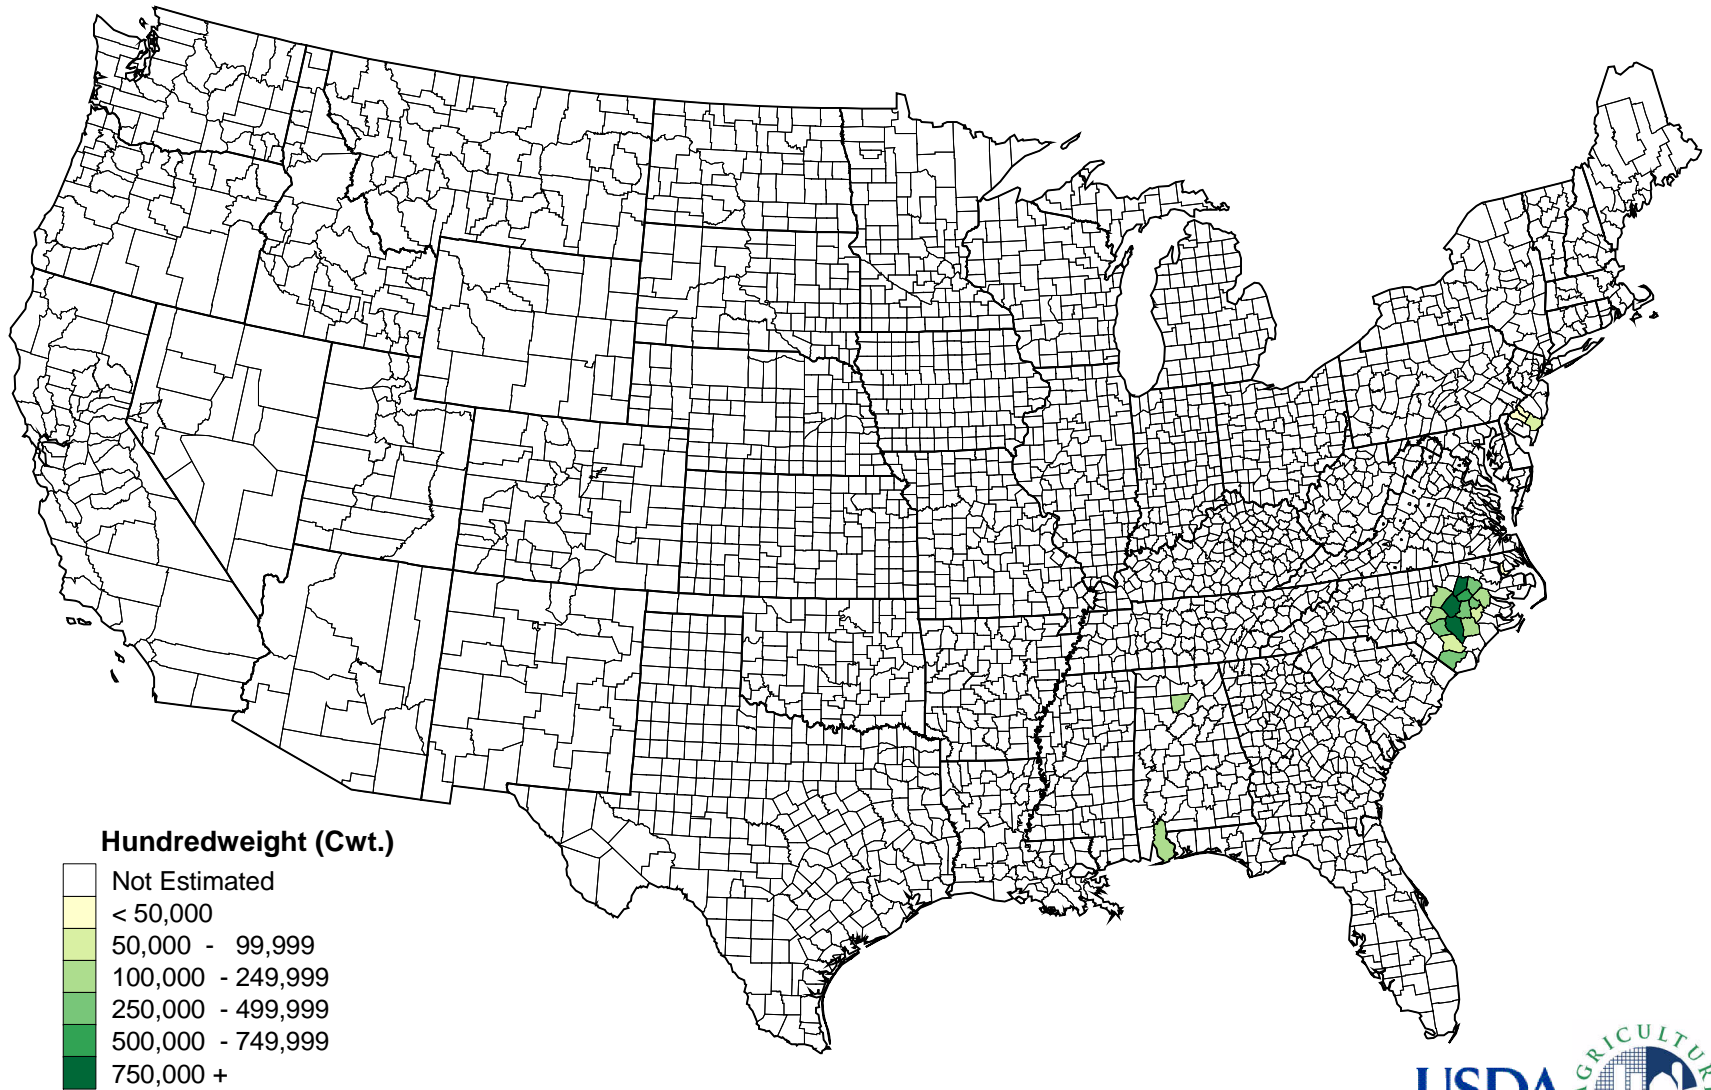 Hundredweight (Cwt.)
Not Estimated
< 50,000
50,000 - 99,999
100,000 - 249,999
250,000 - 499,999
500,000 - 749,999
750,000 +
USDA